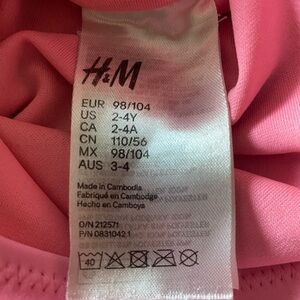 H&M
EUR 98/104
US 2-4Y
CA 2-4A
CN 110/56
MX 98/104
AUS 3-4
Made in Cambodia
Fabriqué en Cambodge
Hecho en Camboya
O/N 212571
P/N 0831042.1
40